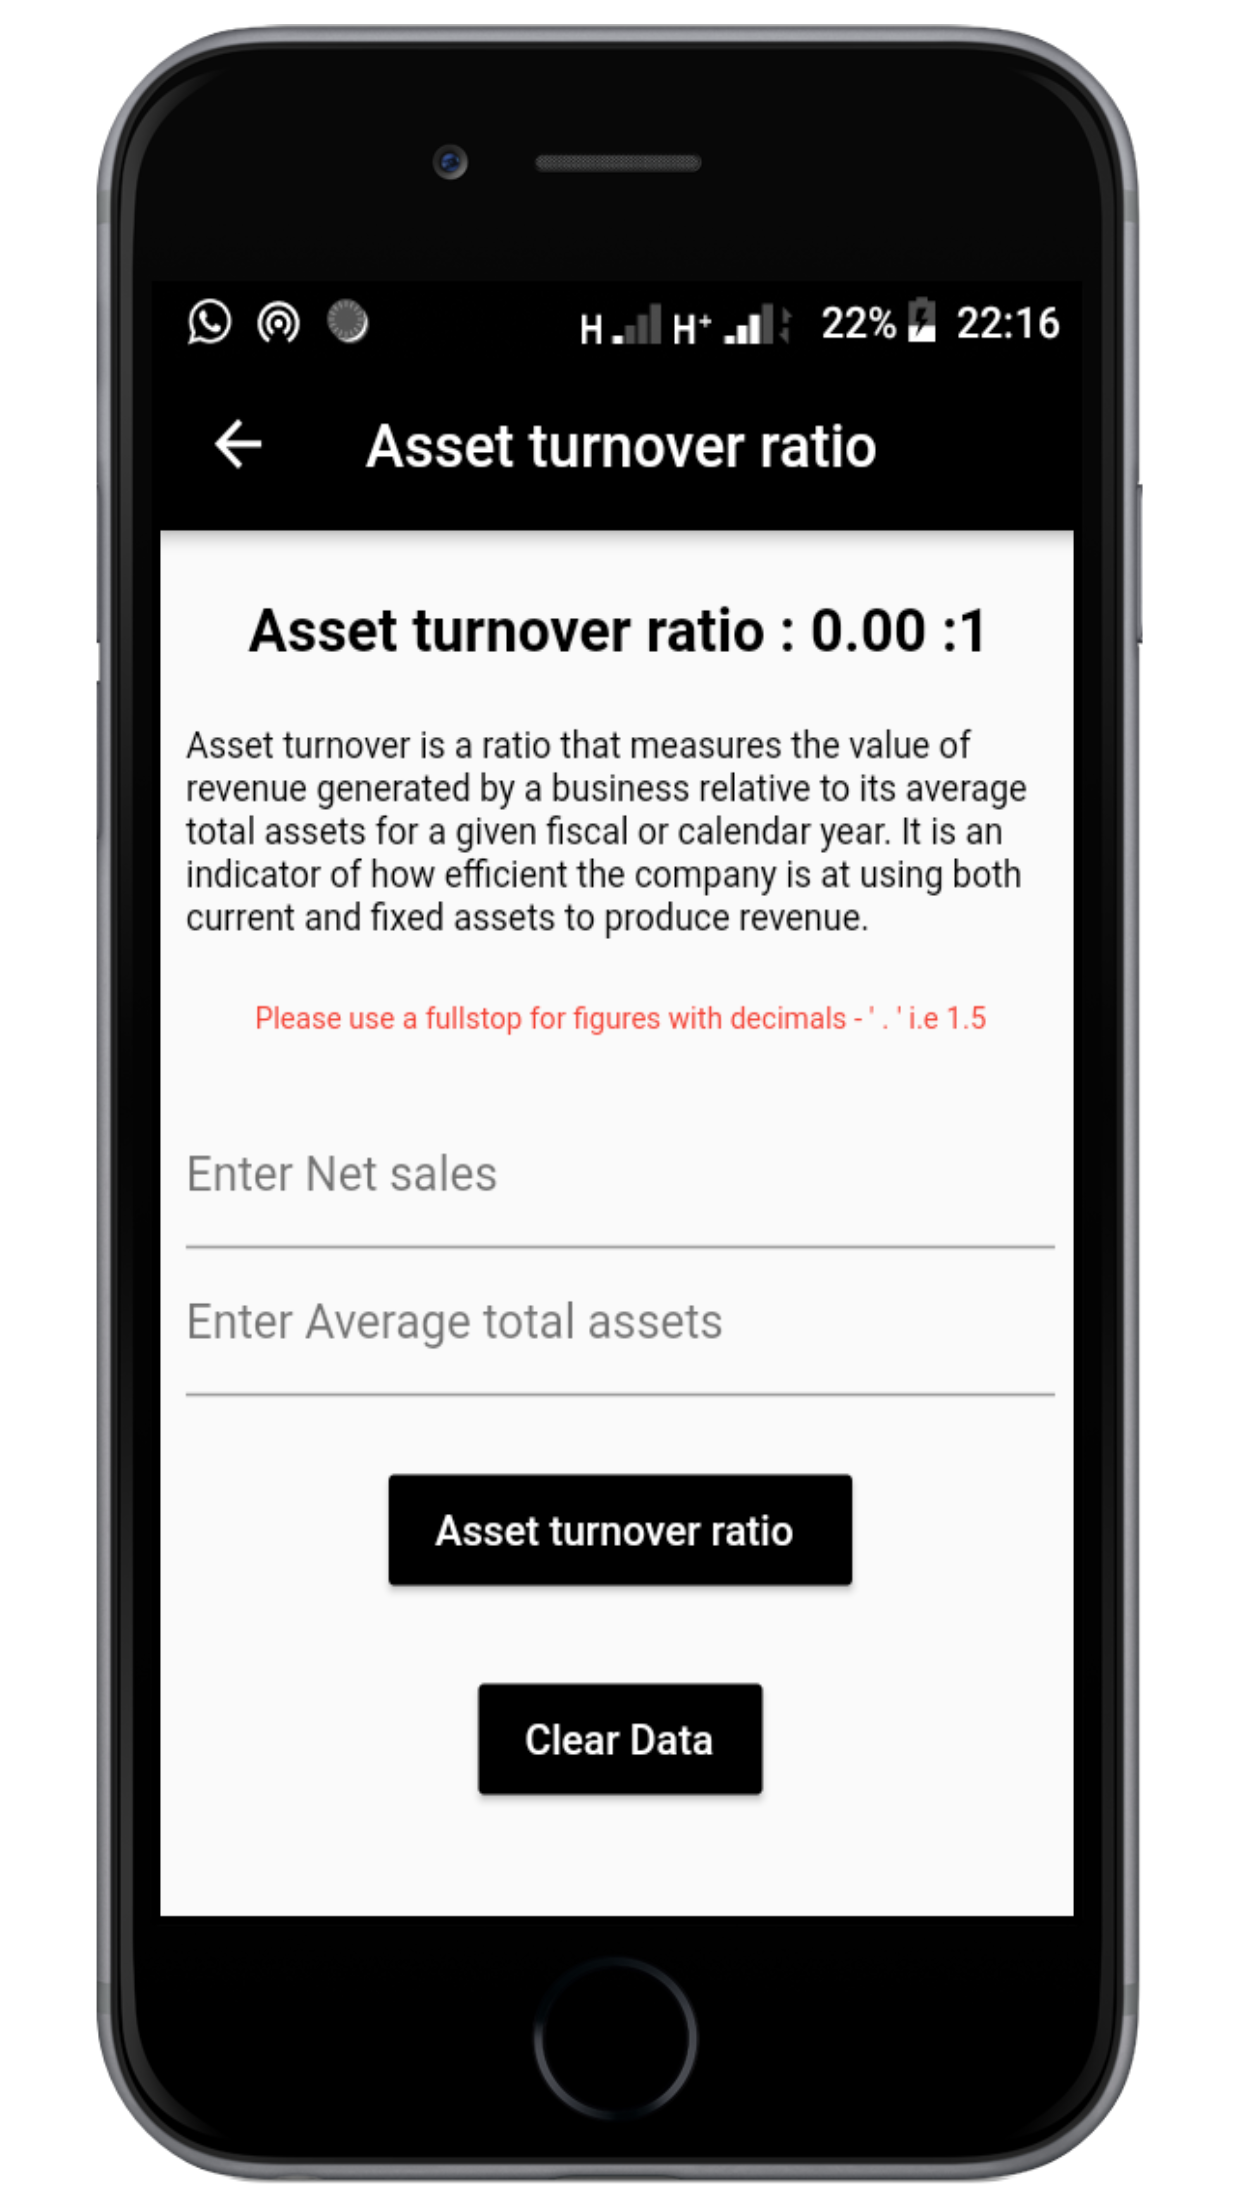 H H+ 22% 22:16
Asset turnover ratio
Asset turnover ratio : 0.00 :1
Asset turnover is a ratio that measures the value of
revenue generated by a business relative to its average
total assets for a given fiscal or calendar year. It is an
indicator of how efficient the company is at using both
current and fixed assets to produce revenue.
Please use a fullstop for figures with decimals - ' . ' i.e 1.5
Enter Net sales
Enter Average total assets
Asset turnover ratio
Clear Data